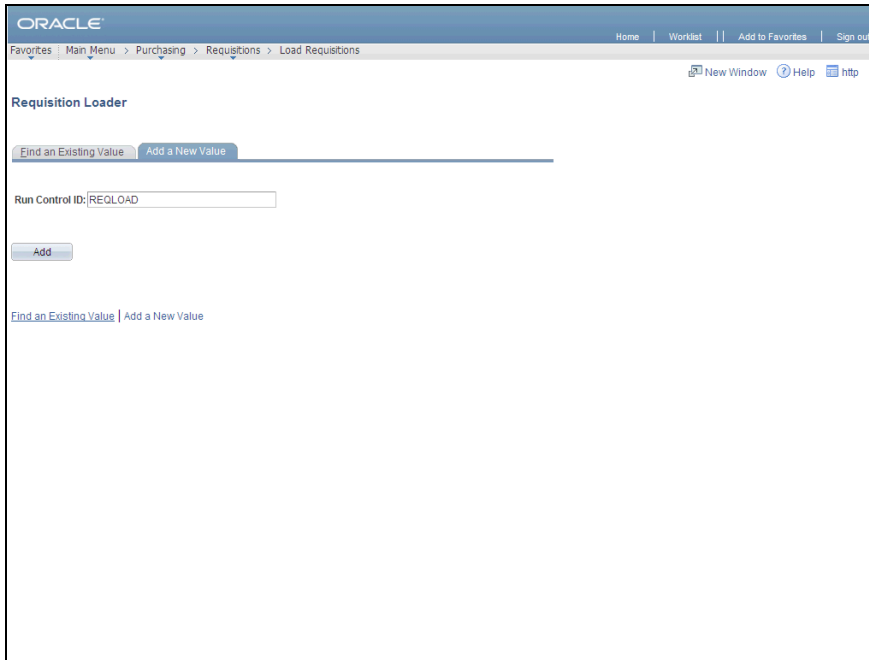 ORACLE
Home | Worklist || Add to Favorites | Sign out
Favorites | Main Menu > Purchasing > Requisitions > Load Requisitions
New Window Help http
Requisition Loader
Find an Existing Value Add a New Value
Run Control ID: REQLOAD
Add
Find an Existing Value | Add a New Value